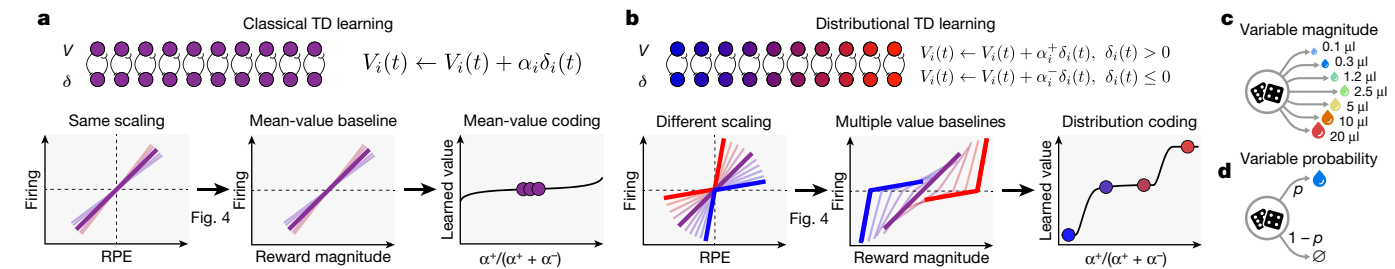 a
Classical TD learning
V
δ
V_i(t) ← V_i(t) + α_iδ_i(t)
Same scaling
Firing
RPE
Fig. 4
Mean-value baseline
Firing
Reward magnitude
Mean-value coding
Learned value
α⁺/(α⁺ + α⁻)
b
Distributional TD learning
V
δ
V_i(t) ← V_i(t) + α_i⁺δ_i(t), δ_i(t) > 0
V_i(t) ← V_i(t) + α_i⁻δ_i(t), δ_i(t) ≤ 0
Different scaling
Firing
RPE
Fig. 4
Multiple value baselines
Firing
Reward magnitude
Distribution coding
Learned value
α⁺/(α⁺ + α⁻)
c
Variable magnitude
0.1 µl
0.3 µl
1.2 µl
2.5 µl
5 µl
10 µl
20 µl
d
Variable probability
p
1 – p
∅